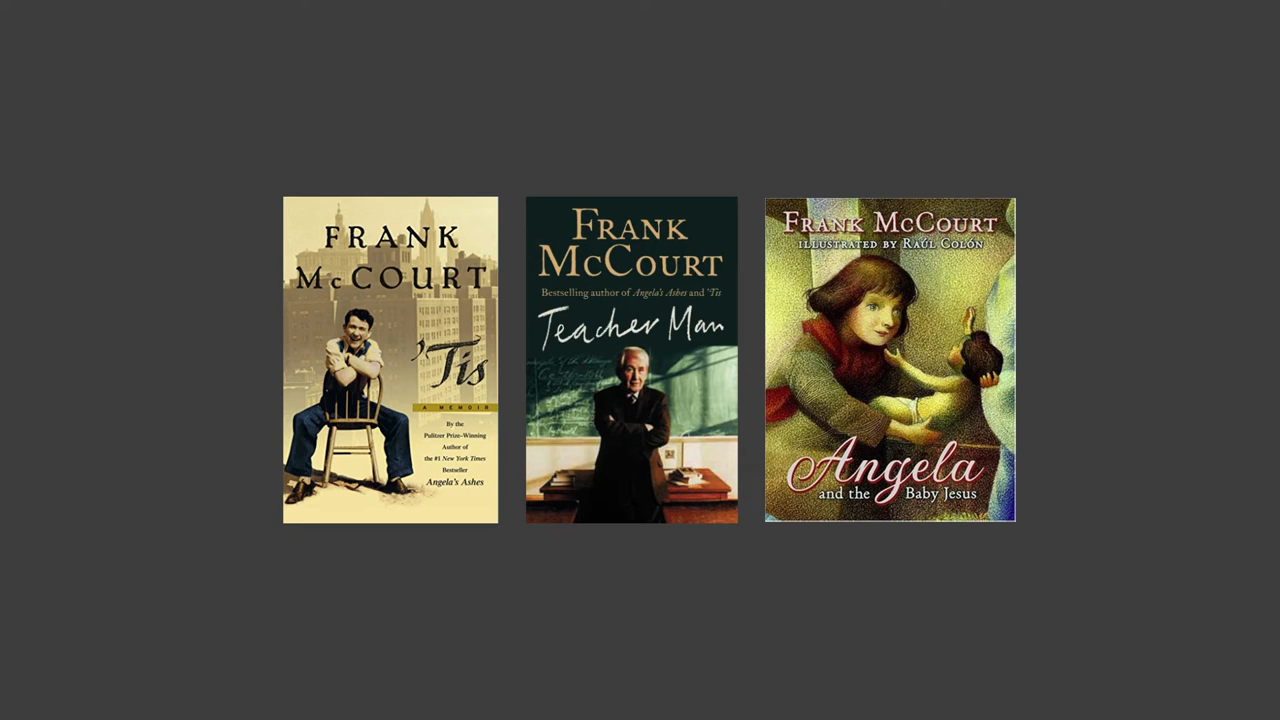 FRANK
McCOURT
'Tis
A MEMOIR
By the
Pulitzer Prize-Winning
Author of
the #1 New York Times
Bestseller
Angela's Ashes
FRANK
McCOURT
Bestselling author of Angela's Ashes and 'Tis
Teacher Man
FRANK McCOURT
ILLUSTRATED BY RAÚL COLÓN
Angela
and the Baby Jesus